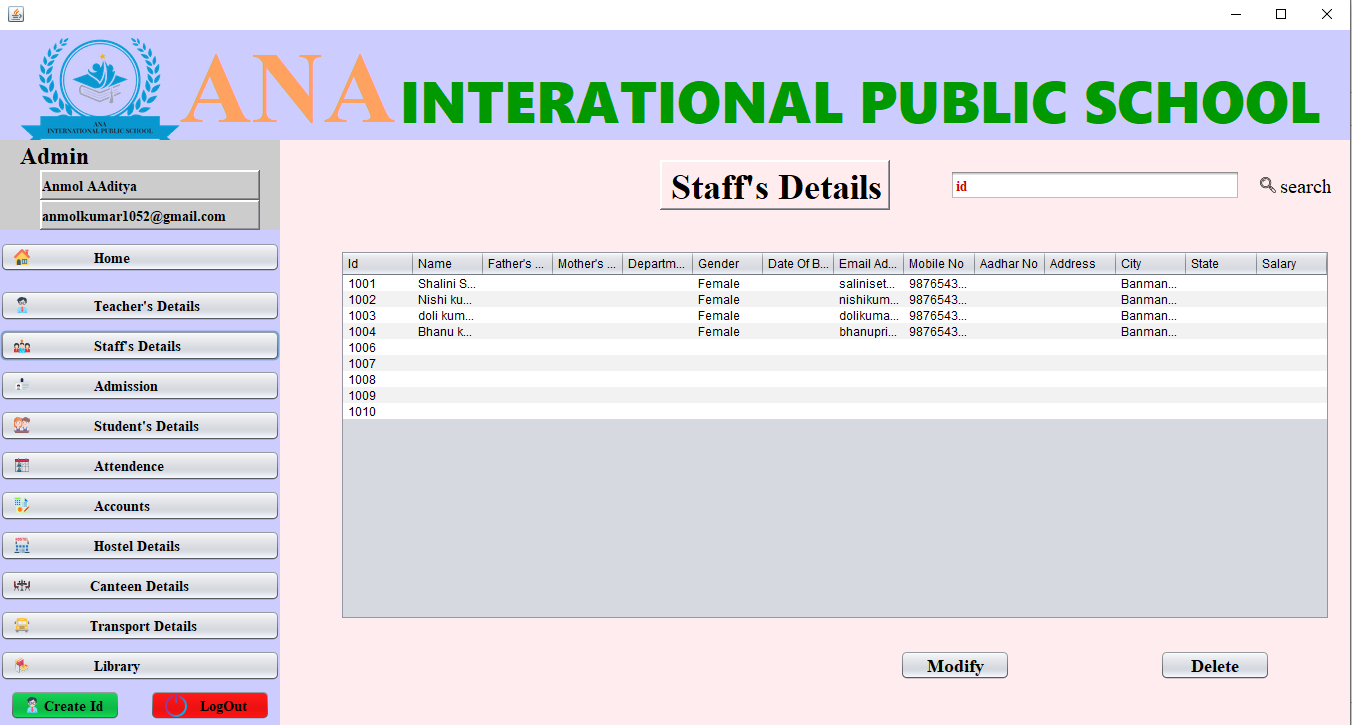 ANA INTERATIONAL PUBLIC SCHOOL
ANA
INTERNATIONAL PUBLIC SCHOOL
Admin
Anmol AAditya
anmolkumar1052@gmail.com
Home
Teacher's Details
Staff's Details
Admission
Student's Details
Attendence
Accounts
Hostel Details
Canteen Details
Transport Details
Library
Create Id
LogOut
Staff's Details
id
search
Id Name Father's ... Mother's ... Departm... Gender Date Of B... Email Ad... Mobile No Aadhar No Address City State Salary
1001 Shalini S... Female saliniset... 9876543... Banman...
1002 Nishi ku... Female nishikum... 9876543... Banman...
1003 doli kum... Female dolikuma... 9876543... Banman...
1004 Bhanu k... Female bhanupri... 9876543... Banman...
1006
1007
1008
1009
1010
Modify
Delete